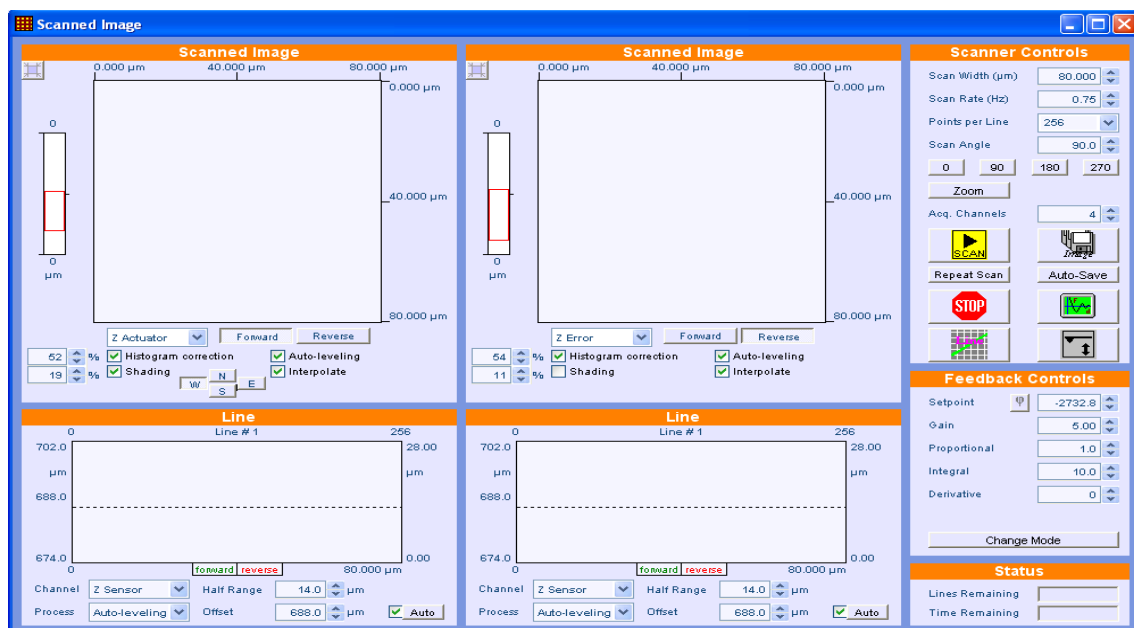 Scanned Image
Scanned Image
0.000 µm 40.000 µm 80.000 µm
0.000 µm
40.000 µm
80.000 µm
0
0
µm
Z Actuator Forward Reverse
52 % Histogram correction Auto-leveling
19 % Shading Interpolate
N
W E
S
Scanned Image
0.000 µm 40.000 µm 80.000 µm
0.000 µm
40.000 µm
80.000 µm
0
0
µm
Z Error Forward Reverse
54 % Histogram correction Auto-leveling
11 % Shading Interpolate
Line
0 Line # 1 256
702.0 28.00
µm µm
688.0
674.0 0.00
0 forward reverse 80.000 µm
Channel Z Sensor Half Range 14.0 µm
Process Auto-leveling Offset 688.0 µm Auto
Line
0 Line # 1 256
702.0 28.00
µm µm
688.0
674.0 0.00
0 forward reverse 80.000 µm
Channel Z Sensor Half Range 14.0 µm
Process Auto-leveling Offset 688.0 µm Auto
Scanner Controls
Scan Width (µm) 80.000
Scan Rate (Hz) 0.75
Points per Line 256
Scan Angle 90.0
0 90 180 270
Zoom
Acq. Channels 4
SCAN Image
Repeat Scan Auto-Save
STOP
Feedback Controls
Setpoint φ -2732.8
Gain 5.00
Proportional 1.0
Integral 10.0
Derivative 0
Change Mode
Status
Lines Remaining
Time Remaining